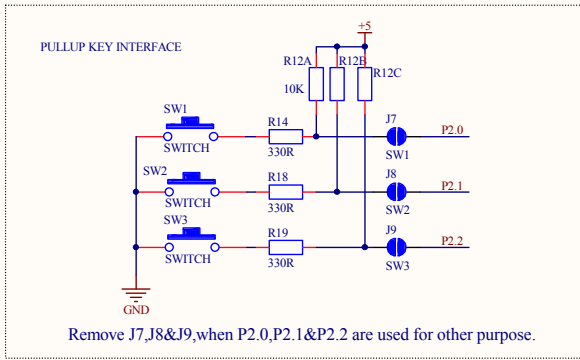 +5
PULLUP KEY INTERFACE
R12A
R12B
R12C
10K
SW1
R14
J7
P2.0
SWITCH
330R
SW1
SW2
R18
J8
P2.1
SWITCH
330R
SW2
SW3
R19
J9
P2.2
SWITCH
330R
SW3
GND
Remove J7,J8&J9,when P2.0,P2.1&P2.2 are used for other purpose.